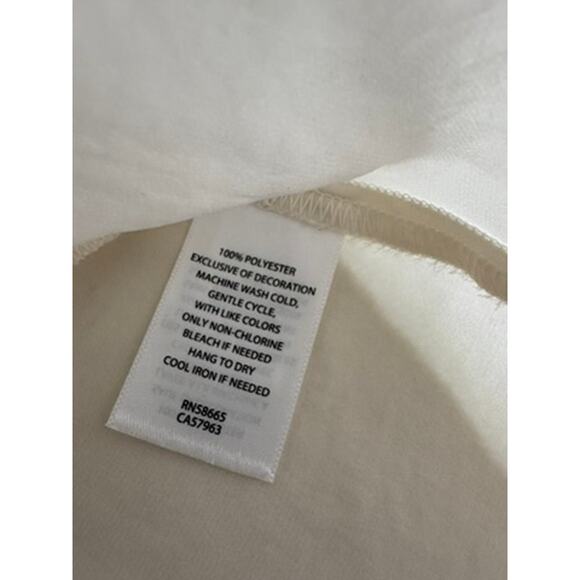 100% POLYESTER
EXCLUSIVE OF DECORATION
MACHINE WASH COLD,
GENTLE CYCLE,
WITH LIKE COLORS
ONLY NON-CHLORINE
BLEACH IF NEEDED
HANG TO DRY
COOL IRON IF NEEDED
RN58665
CA57963